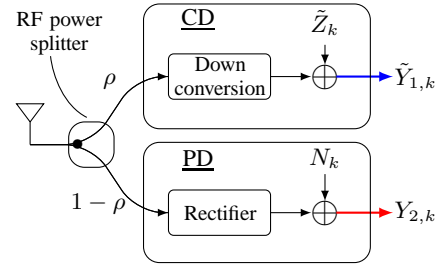 RF power
splitter
CD
ρ
Down
conversion
Z̃ₖ
Ỹ₁,ₖ
PD
1 − ρ
Rectifier
Nₖ
Y₂,ₖ